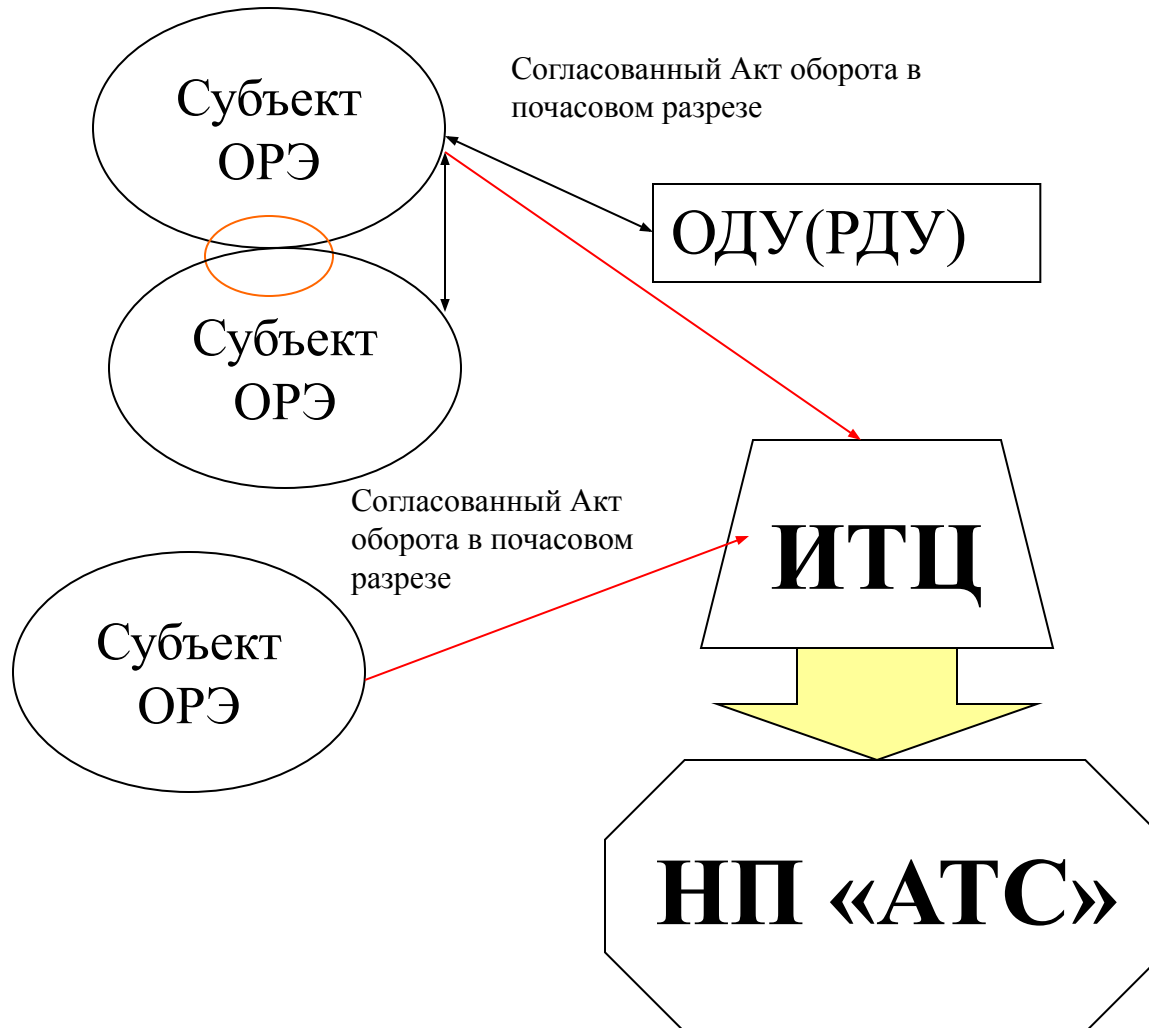 Субъект
ОРЭ
Согласованный Акт оборота в
почасовом разрезе
ОДУ(РДУ)
Субъект
ОРЭ
Согласованный Акт
оборота в почасовом
разрезе
ИТЦ
Субъект
ОРЭ
НП «АТС»